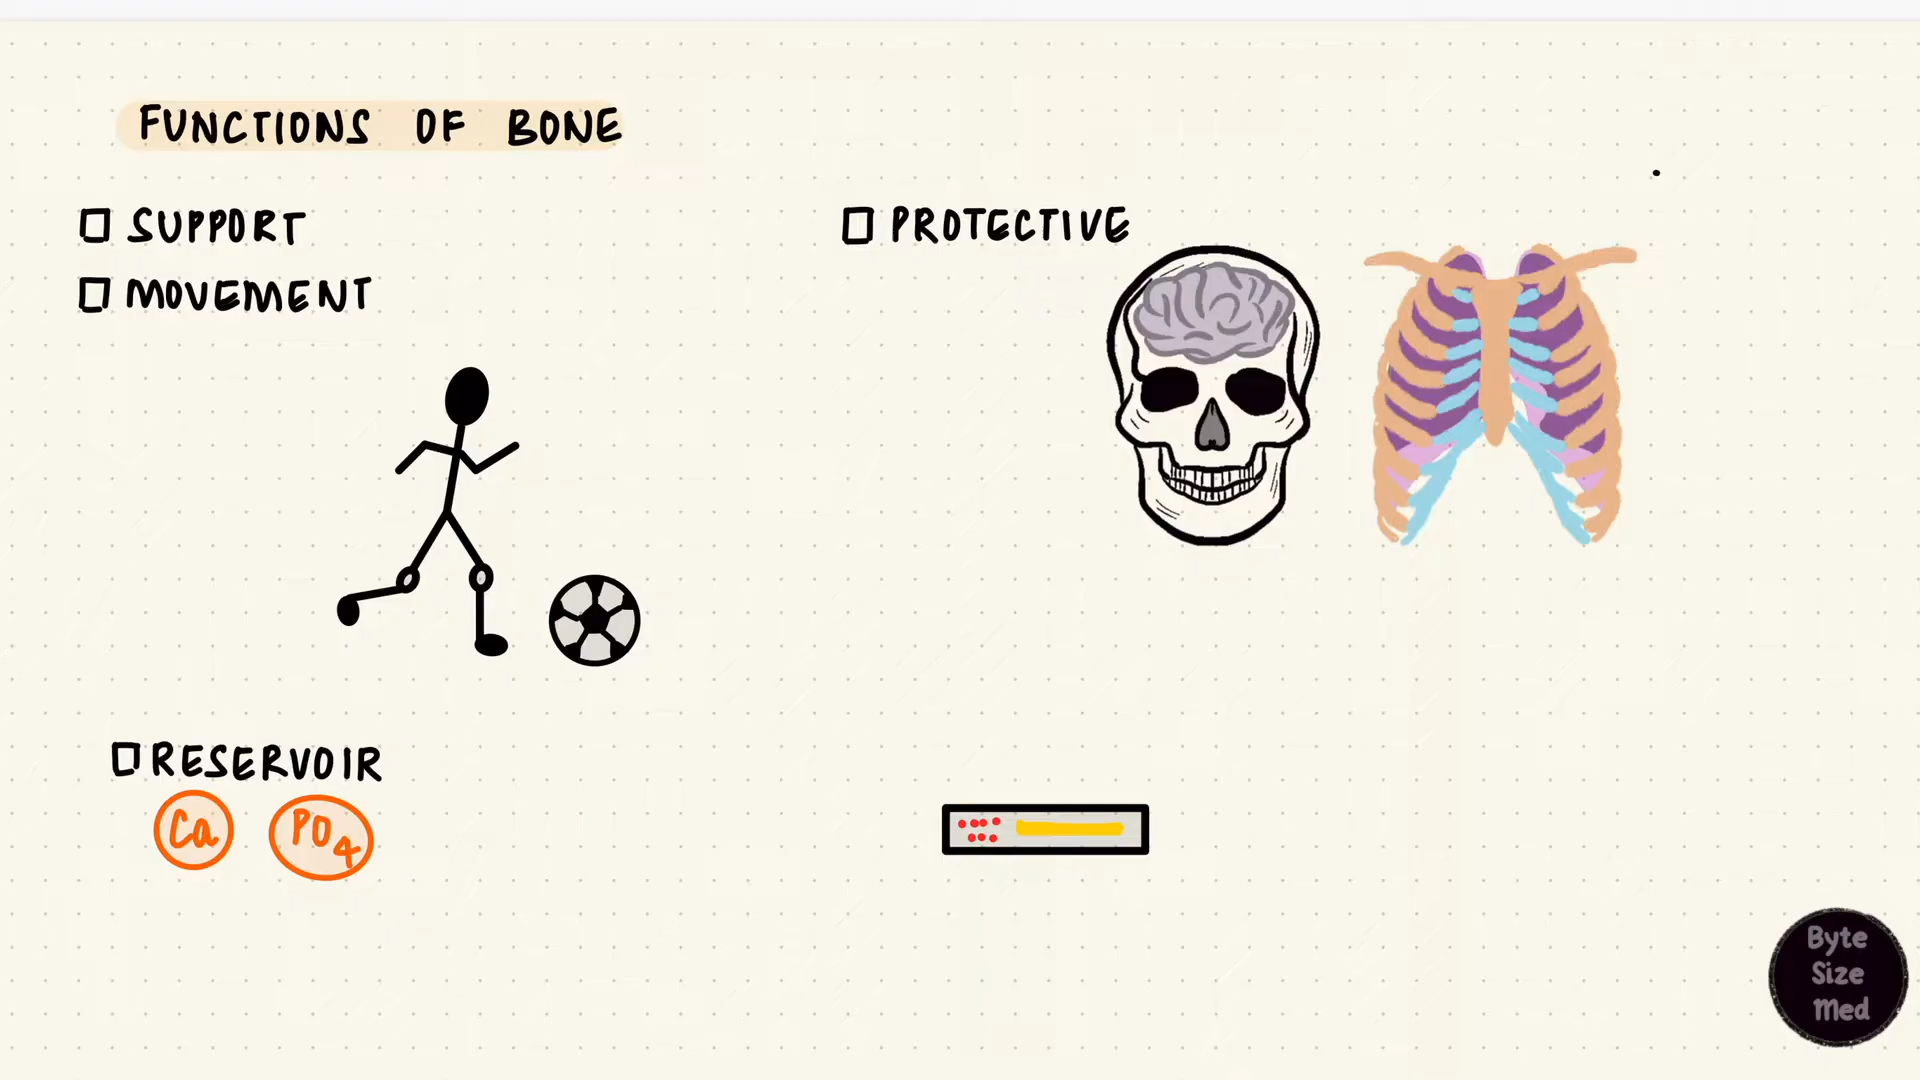 FUNCTIONS OF BONE
SUPPORT
MOVEMENT
PROTECTIVE
RESERVOIR
Ca
PO4
Byte
Size
Med